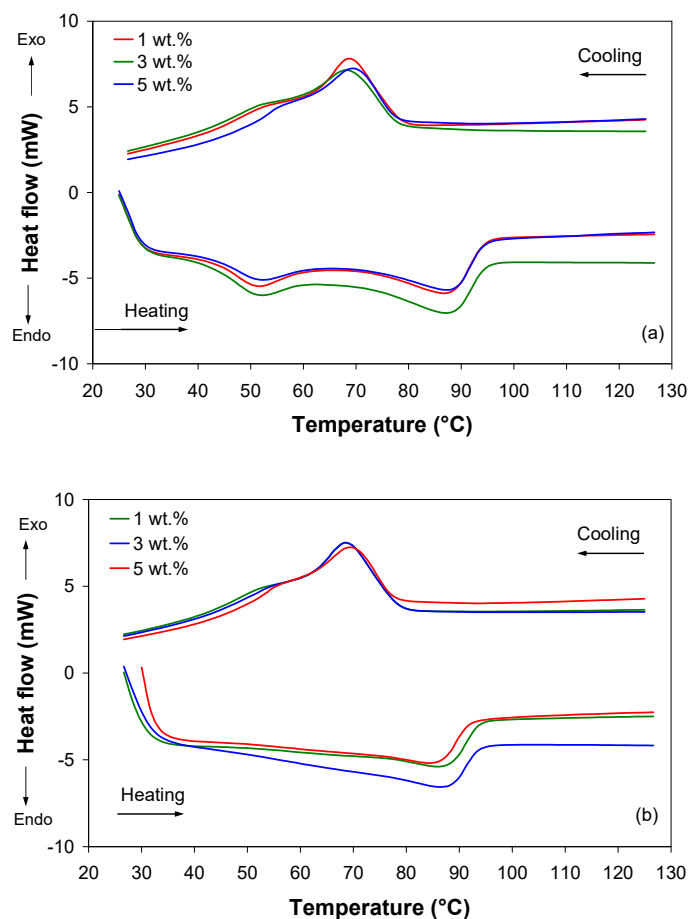 10
Exo
1 wt.%
3 wt.%
5 wt.%
Cooling
5
0
Heat flow (mW)
-5
Heating
Endo
(a)
-10
20 30 40 50 60 70 80 90 100 110 120 130
Temperature (°C)
10
Exo
1 wt.%
3 wt.%
5 wt.%
Cooling
5
0
Heat flow (mW)
-5
Heating
Endo
(b)
-10
20 30 40 50 60 70 80 90 100 110 120 130
Temperature (°C)